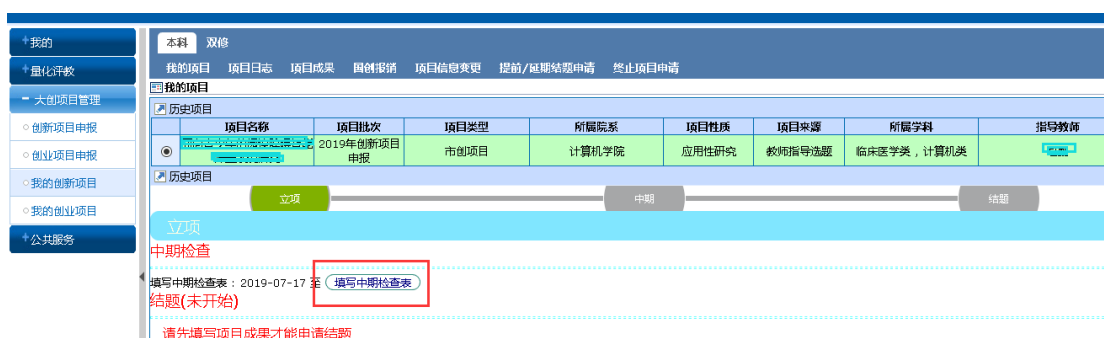 我的
量化评教
大创项目管理
创新项目申报
创业项目申报
我的创新项目
我的创业项目
公共服务
本科 双修
我的项目 项目日志 项目成果 国创报销 项目信息变更 提前/延期结题申请 终止项目申请
我的项目
历史项目
项目名称 项目批次 项目类型 所属院系 项目性质 项目来源 所属学科 指导教师
2019年创新项目申报 市创项目 计算机学院 应用性研究 教师指导选题 临床医学类，计算机类
历史项目
立项 中期 结题
立项
中期检查
填写中期检查表：2019-07-17 至 填写中期检查表
结题(未开始)
请先填写项目成果才能申请结题